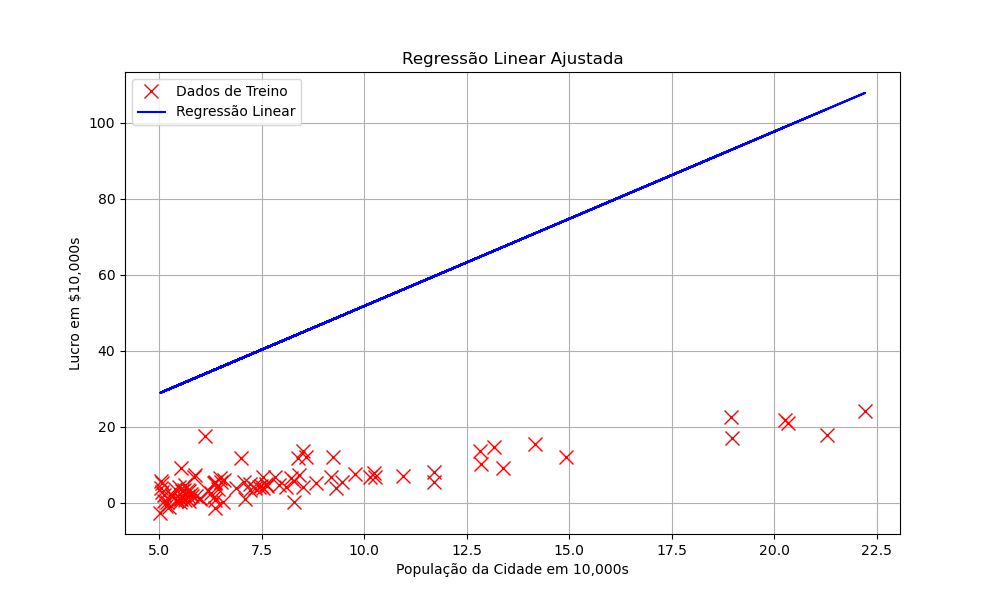 Regressão Linear Ajustada
Dados de Treino
Regressão Linear
100
80
60
40
20
0
Lucro em $10,000s
5.0 7.5 10.0 12.5 15.0 17.5 20.0 22.5
População da Cidade em 10,000s